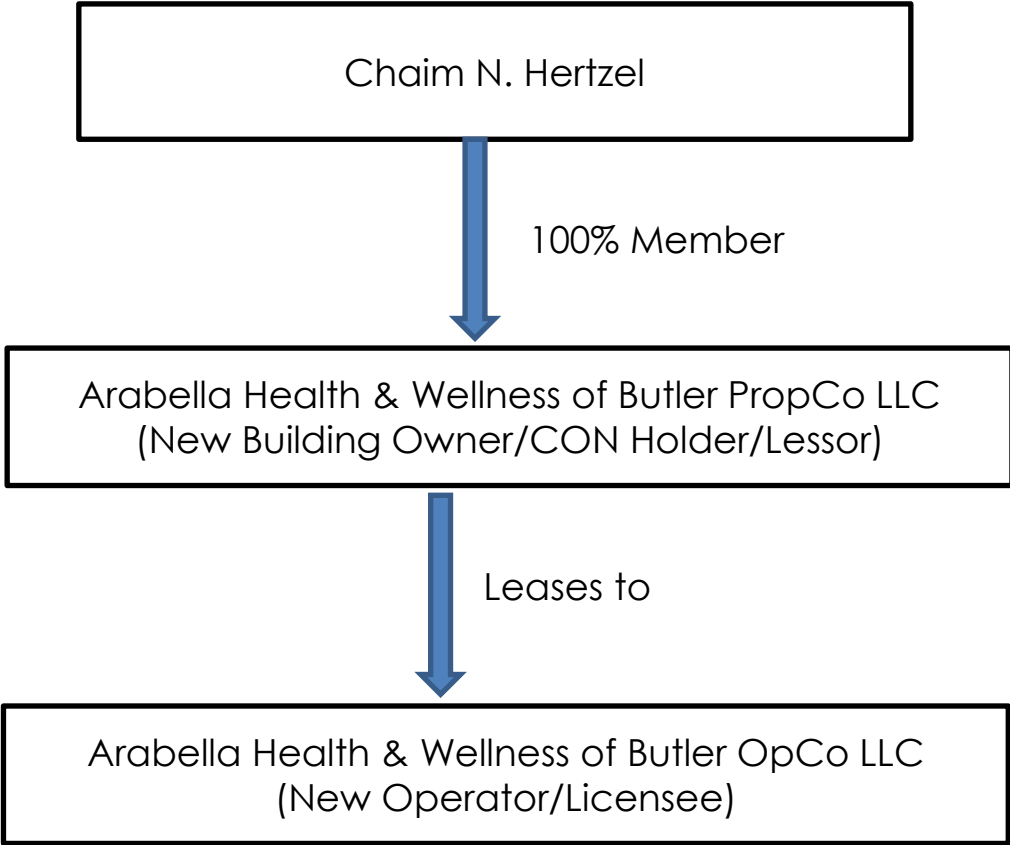 Chaim N. Hertzel
100% Member
Arabella Health & Wellness of Butler PropCo LLC
(New Building Owner/CON Holder/Lessor)
Leases to
Arabella Health & Wellness of Butler OpCo LLC
(New Operator/Licensee)